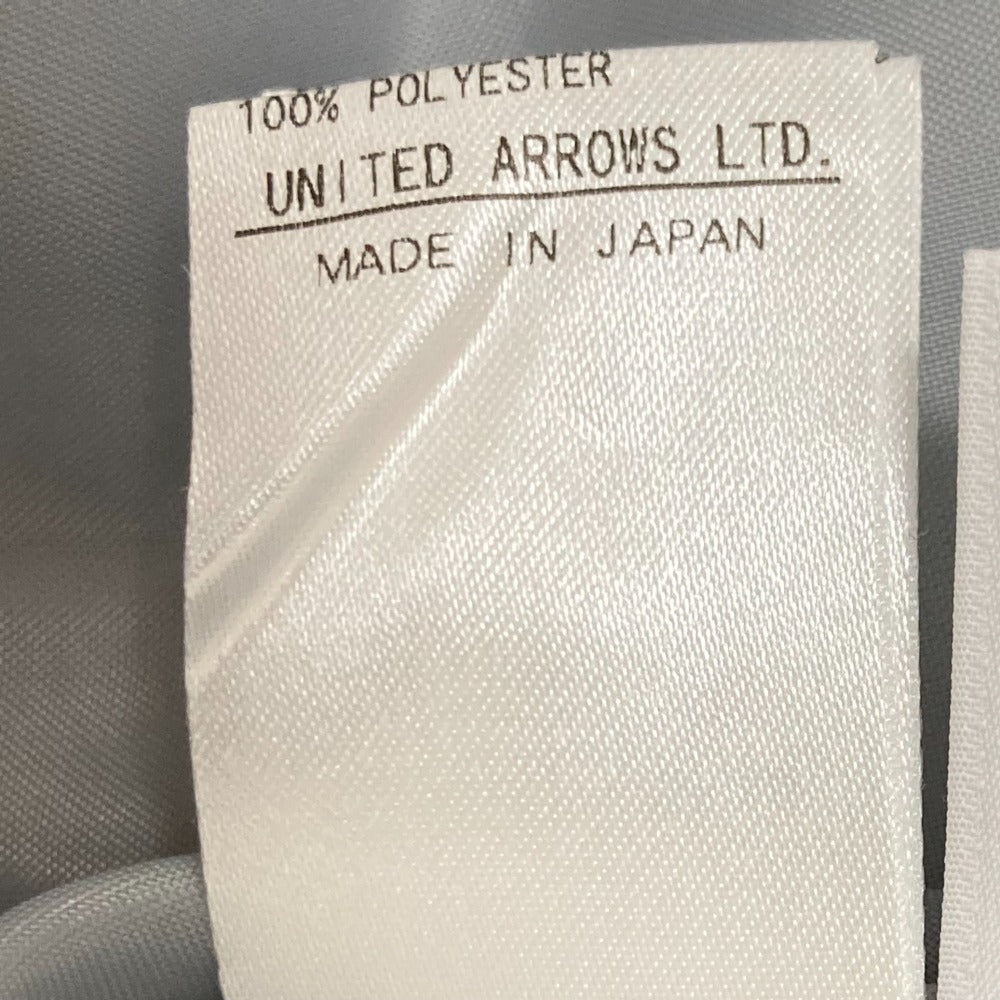 100% POLYESTER
UNITED ARROWS LTD.
MADE IN JAPAN